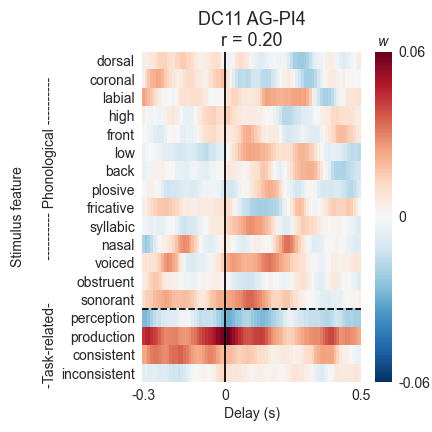 DC11 AG-PI4
r = 0.20
w
0.06
0
-0.06
Stimulus feature
---------- Phonological ----------
-Task-related-
dorsal
coronal
labial
high
front
low
back
plosive
fricative
syllabic
nasal
voiced
obstruent
sonorant
perception
production
consistent
inconsistent
-0.3
0
0.5
Delay (s)